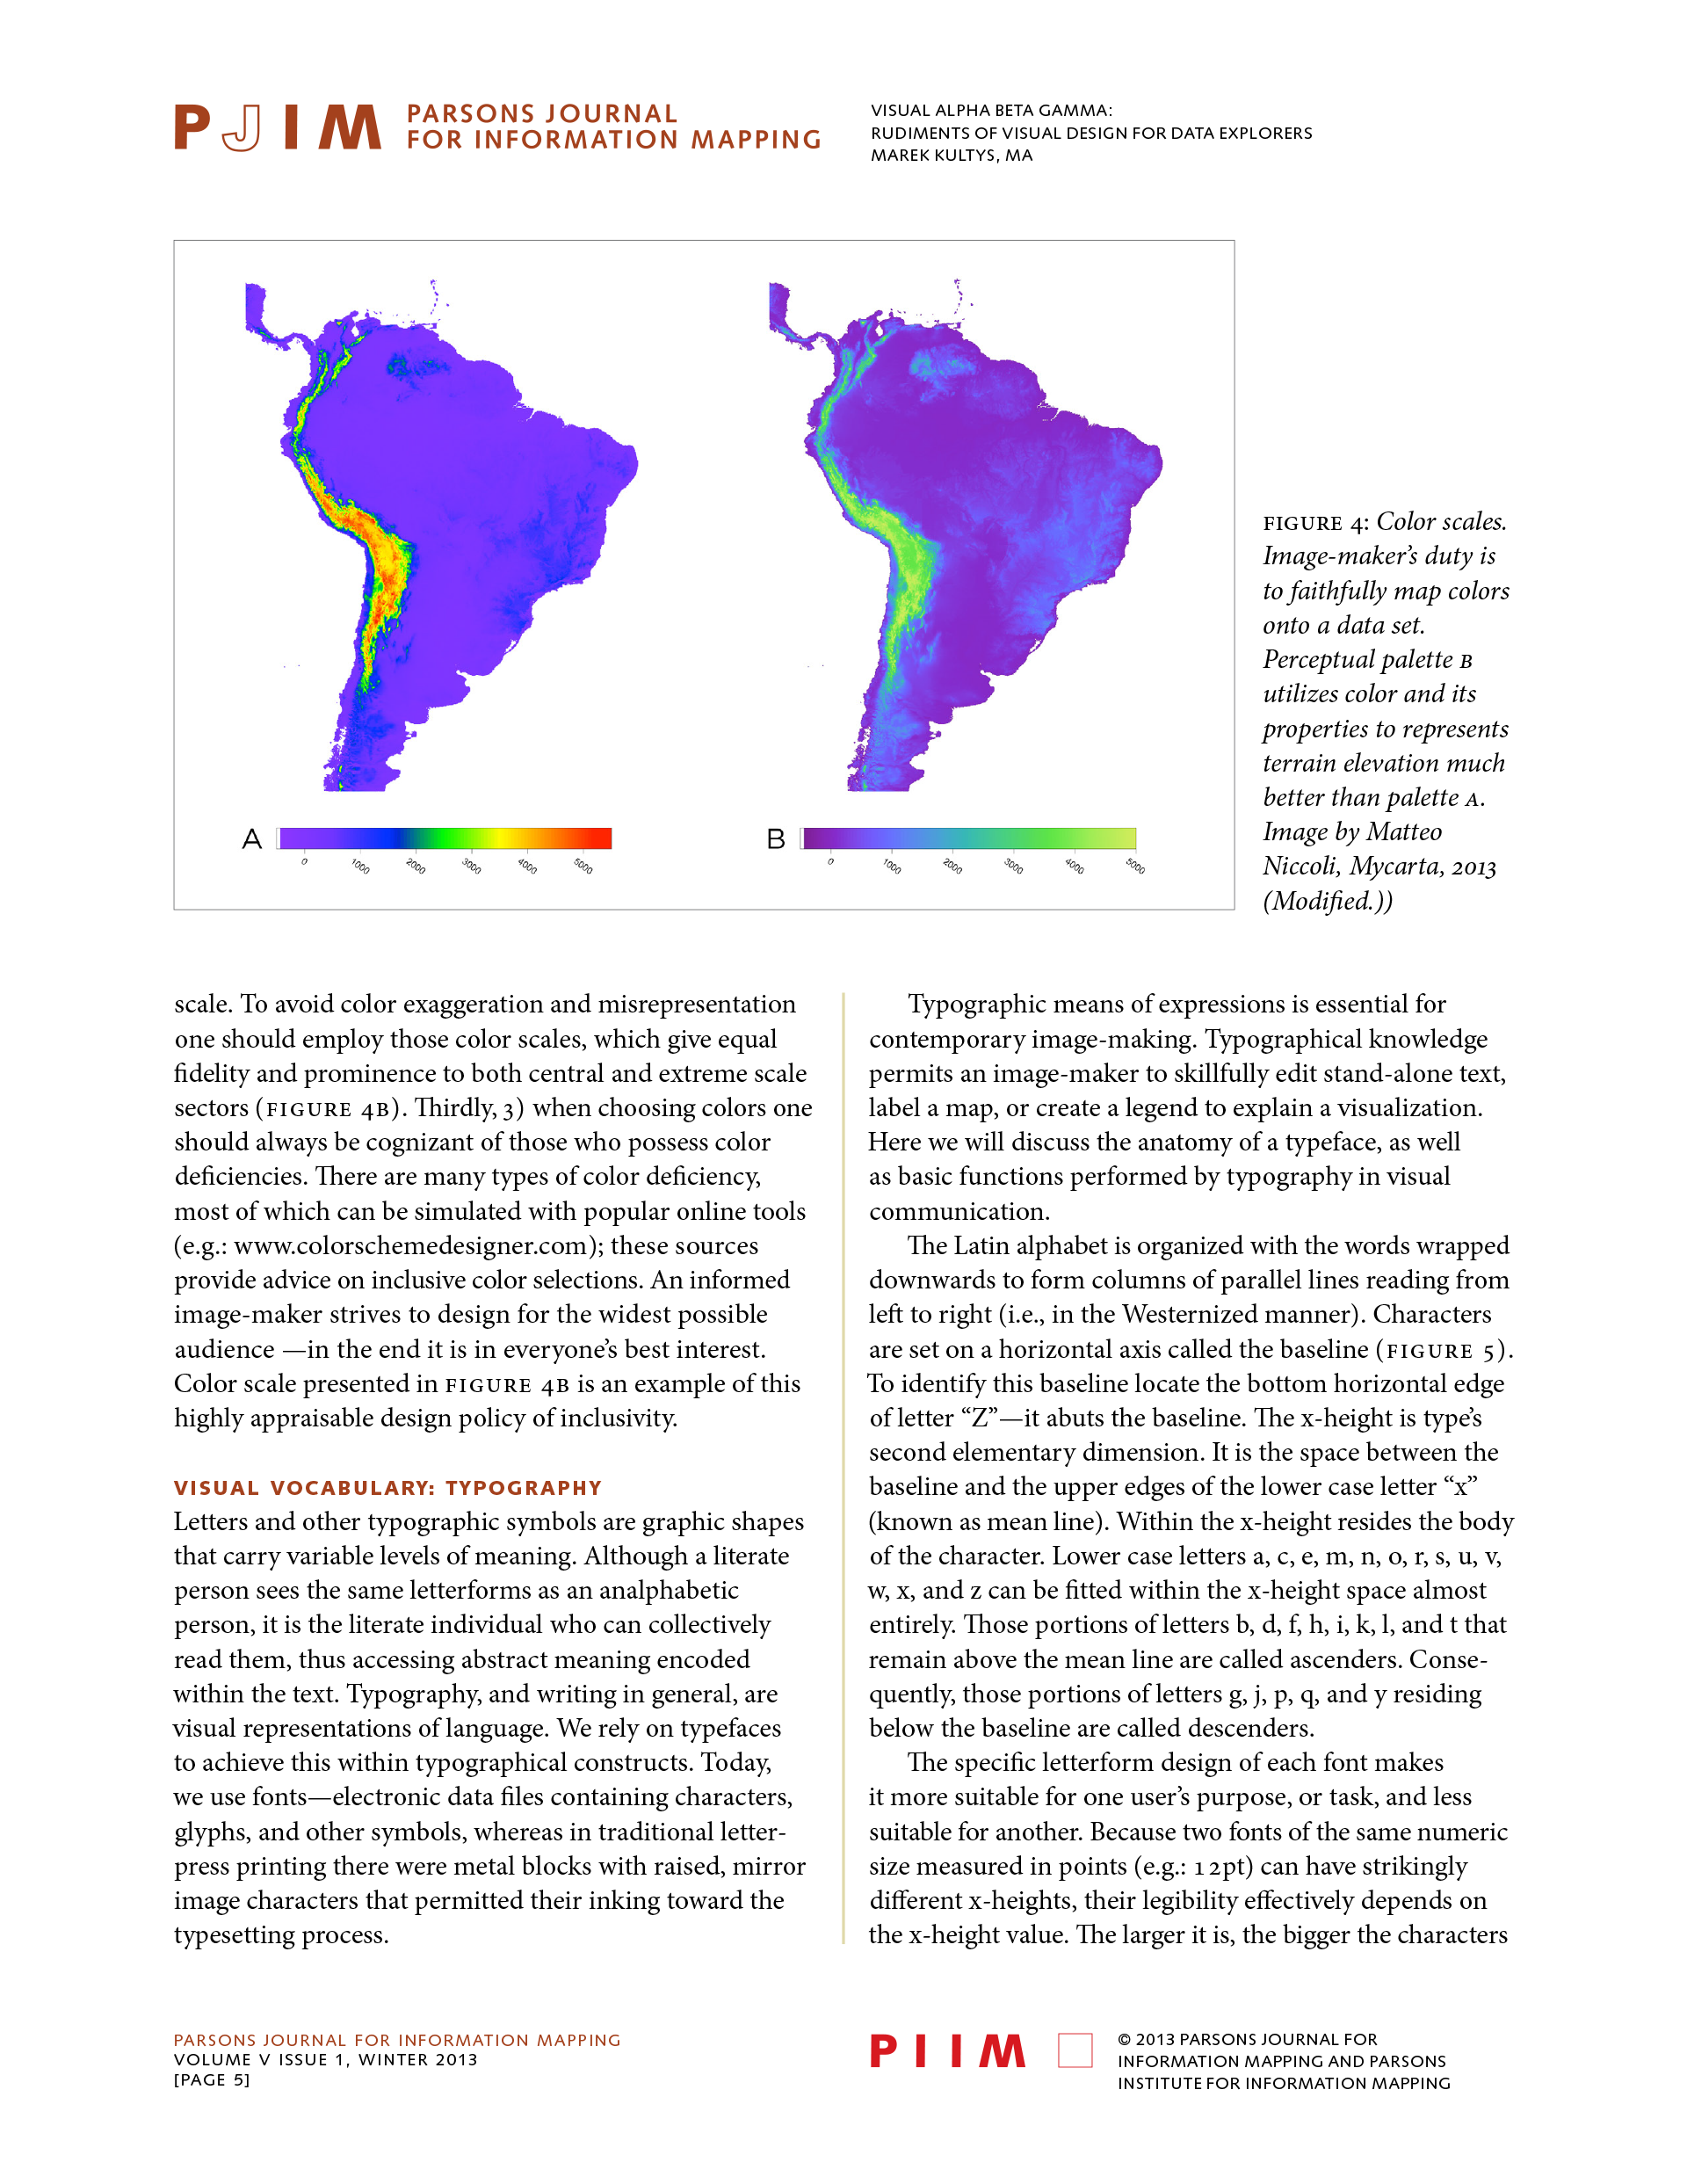 PJIM PARSONS JOURNAL
FOR INFORMATION MAPPING
VISUAL ALPHA BETA GAMMA:
RUDIMENTS OF VISUAL DESIGN FOR DATA EXPLORERS
MAREK KULTYS, MA
A
0 1000 2000 3000 4000 5000
B
0 1000 2000 3000 4000 5000
FIGURE 4: Color scales.
Image-maker’s duty is
to faithfully map colors
onto a data set.
Perceptual palette B
utilizes color and its
properties to represents
terrain elevation much
better than palette A.
Image by Matteo
Niccoli, Mycarta, 2013
(Modified.))
scale. To avoid color exaggeration and misrepresentation
one should employ those color scales, which give equal
fidelity and prominence to both central and extreme scale
sectors (FIGURE 4B). Thirdly, 3) when choosing colors one
should always be cognizant of those who possess color
deficiencies. There are many types of color deficiency,
most of which can be simulated with popular online tools
(e.g.: www.colorschemedesigner.com); these sources
provide advice on inclusive color selections. An informed
image-maker strives to design for the widest possible
audience —in the end it is in everyone’s best interest.
Color scale presented in FIGURE 4B is an example of this
highly appraisable design policy of inclusivity.
VISUAL VOCABULARY: TYPOGRAPHY
Letters and other typographic symbols are graphic shapes
that carry variable levels of meaning. Although a literate
person sees the same letterforms as an analphabetic
person, it is the literate individual who can collectively
read them, thus accessing abstract meaning encoded
within the text. Typography, and writing in general, are
visual representations of language. We rely on typefaces
to achieve this within typographical constructs. Today,
we use fonts—electronic data files containing characters,
glyphs, and other symbols, whereas in traditional letter-
press printing there were metal blocks with raised, mirror
image characters that permitted their inking toward the
typesetting process.
Typographic means of expressions is essential for
contemporary image-making. Typographical knowledge
permits an image-maker to skillfully edit stand-alone text,
label a map, or create a legend to explain a visualization.
Here we will discuss the anatomy of a typeface, as well
as basic functions performed by typography in visual
communication.
The Latin alphabet is organized with the words wrapped
downwards to form columns of parallel lines reading from
left to right (i.e., in the Westernized manner). Characters
are set on a horizontal axis called the baseline (FIGURE 5).
To identify this baseline locate the bottom horizontal edge
of letter “Z”—it abuts the baseline. The x-height is type’s
second elementary dimension. It is the space between the
baseline and the upper edges of the lower case letter “x”
(known as mean line). Within the x-height resides the body
of the character. Lower case letters a, c, e, m, n, o, r, s, u, v,
w, x, and z can be fitted within the x-height space almost
entirely. Those portions of letters b, d, f, h, i, k, l, and t that
remain above the mean line are called ascenders. Conse-
quently, those portions of letters g, j, p, q, and y residing
below the baseline are called descenders.
The specific letterform design of each font makes
it more suitable for one user’s purpose, or task, and less
suitable for another. Because two fonts of the same numeric
size measured in points (e.g.: 12pt) can have strikingly
different x-heights, their legibility effectively depends on
the x-height value. The larger it is, the bigger the characters
PARSONS JOURNAL FOR INFORMATION MAPPING
VOLUME V ISSUE 1, WINTER 2013
[PAGE 5]
PIIM
© 2013 PARSONS JOURNAL FOR
INFORMATION MAPPING AND PARSONS
INSTITUTE FOR INFORMATION MAPPING